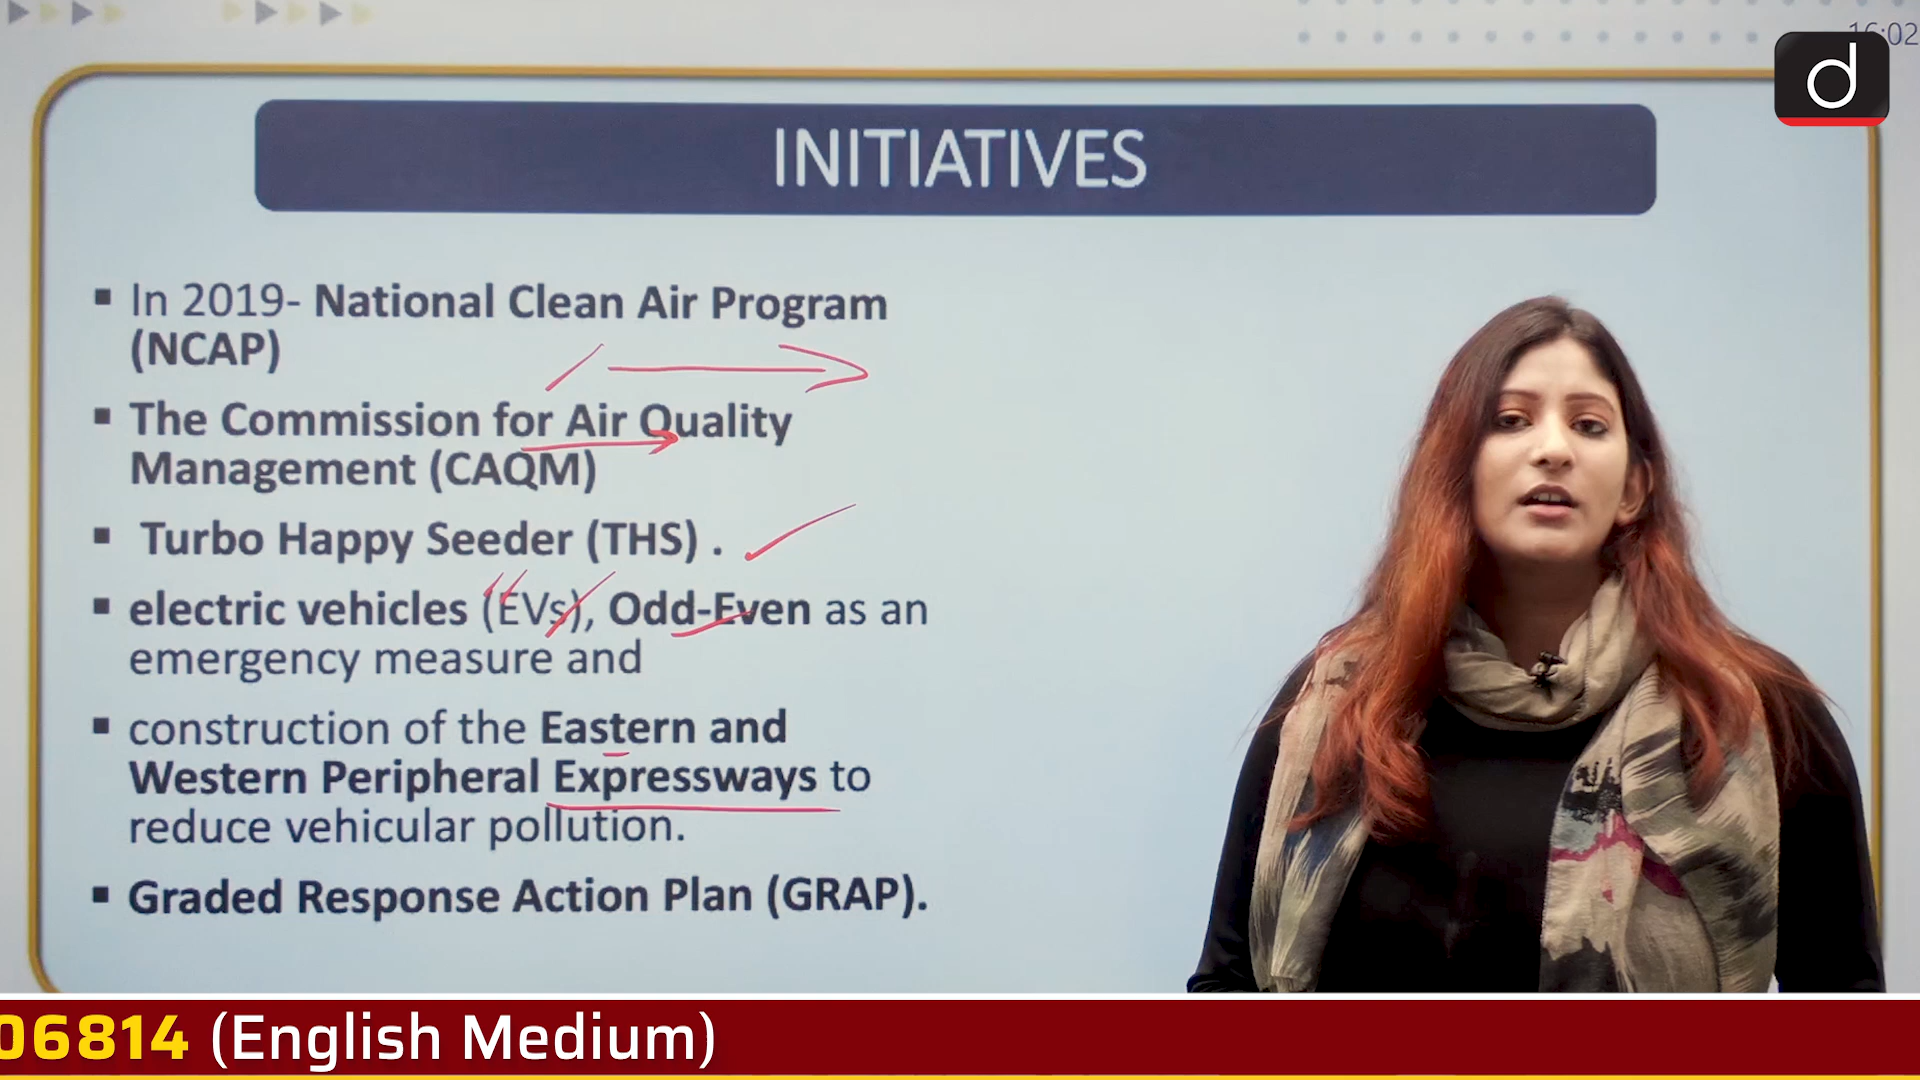 16:02
d
INITIATIVES
▪ In 2019- National Clean Air Program
(NCAP)
▪ The Commission for Air Quality
Management (CAQM)
▪ Turbo Happy Seeder (THS) .
▪ electric vehicles (EVs), Odd-Even as an
emergency measure and
▪ construction of the Eastern and
Western Peripheral Expressways to
reduce vehicular pollution.
▪ Graded Response Action Plan (GRAP).
06814 (English Medium)